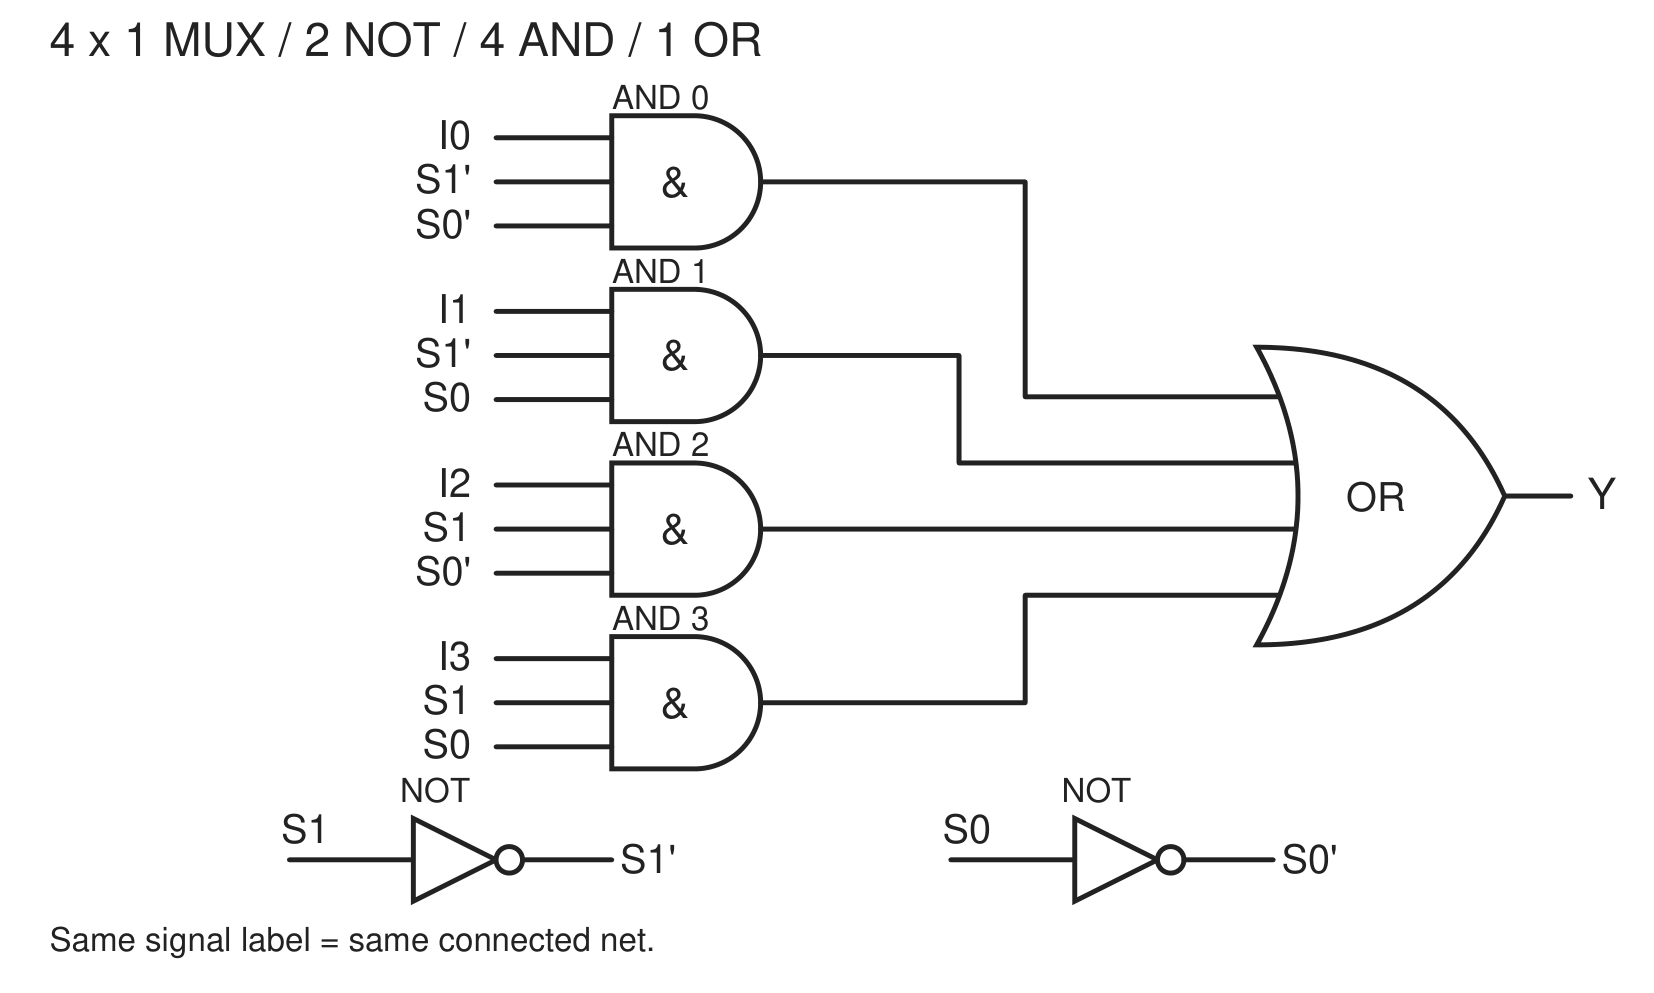 4 x 1 MUX / 2 NOT / 4 AND / 1 OR
AND 0
I0
S1'
S0'
&
AND 1
I1
S1'
S0
&
AND 2
I2
S1
S0'
&
OR
Y
AND 3
I3
S1
S0
&
NOT
S1
S1'
NOT
S0
S0'
Same signal label = same connected net.